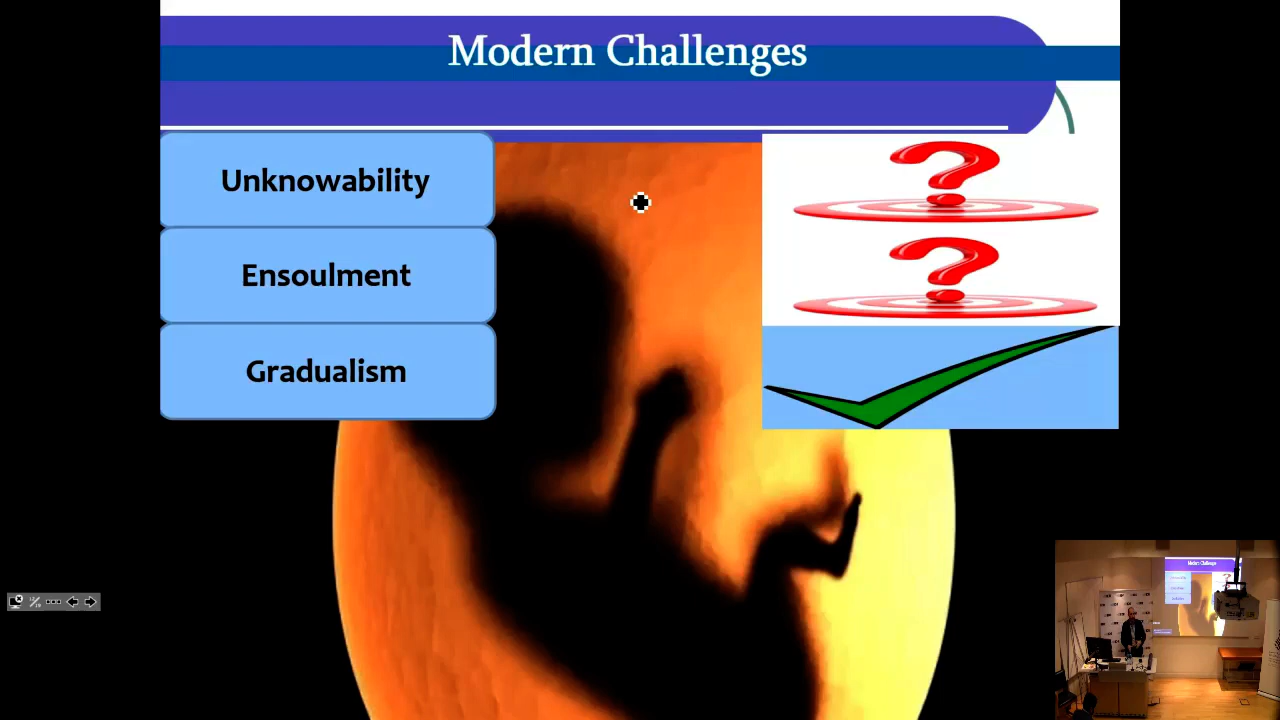 Modern Challenges
Unknowability
Ensoulment
Gradualism